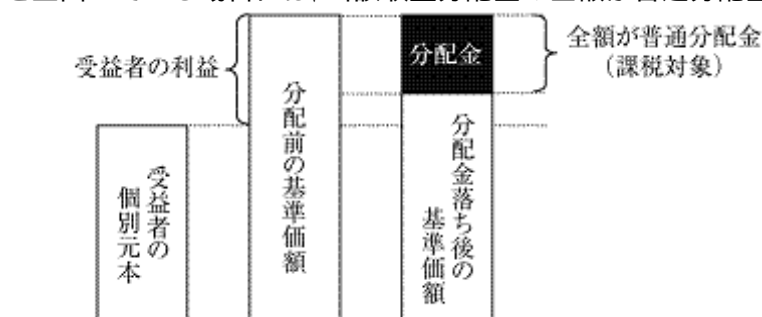 受益者の利益
分配前の基準価額
分配金
全額が普通分配金
(課税対象)
受益者の
個別元本
分配金落ち後の
基準価額